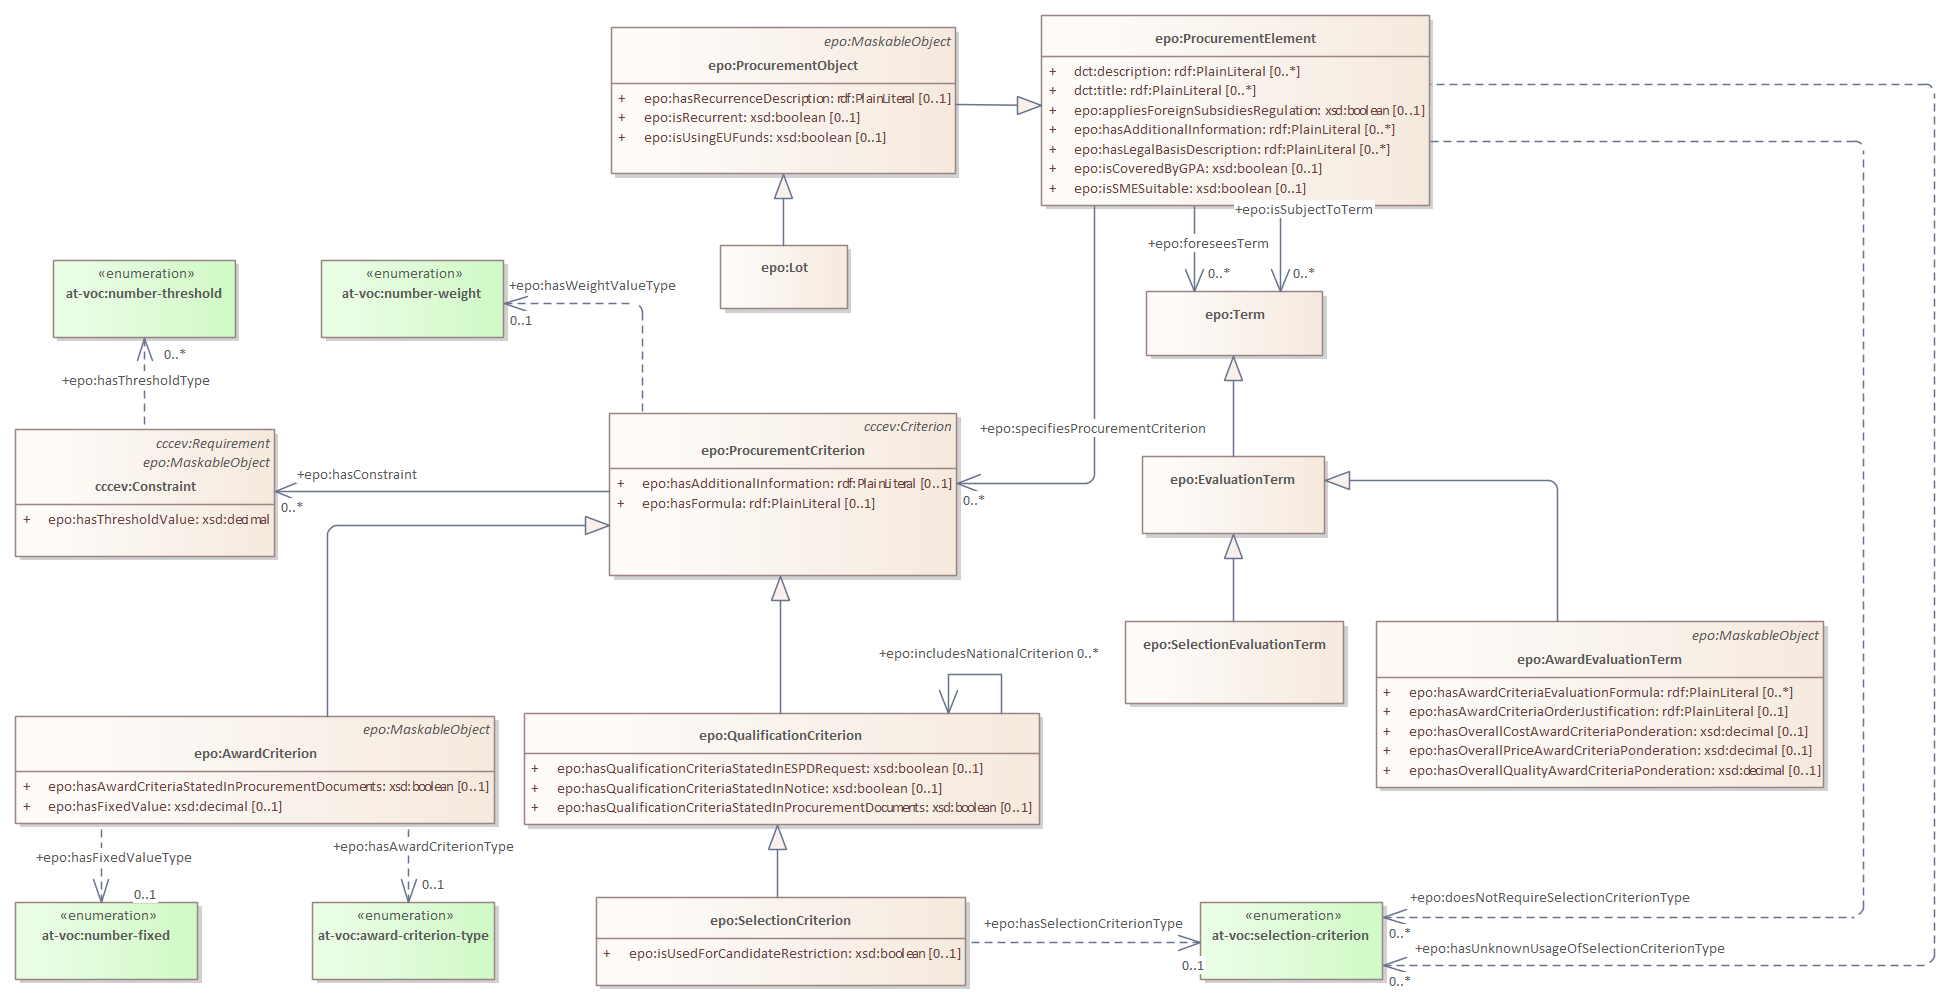 epo:MaskableObject
epo:ProcurementObject
+ epo:hasRecurrenceDescription: rdf:PlainLiteral [0..1]
+ epo:isRecurrent: xsd:boolean [0..1]
+ epo:isUsingEUFunds: xsd:boolean [0..1]
epo:ProcurementElement
+ dct:description: rdf:PlainLiteral [0..*]
+ dct:title: rdf:PlainLiteral [0..*]
+ epo:appliesForeignSubsidiesRegulation: xsd:boolean [0..1]
+ epo:hasAdditionalInformation: rdf:PlainLiteral [0..*]
+ epo:hasLegalBasisDescription: rdf:PlainLiteral [0..*]
+ epo:isCoveredByGPA: xsd:boolean [0..1]
+ epo:isSMESuitable: xsd:boolean [0..1]
+epo:isSubjectToTerm
+epo:foreseesTerm
0..*
0..*
epo:Lot
«enumeration»
at-voc:number-threshold
«enumeration»
at-voc:number-weight
+epo:hasWeightValueType
0..1
epo:Term
0..*
+epo:hasThresholdType
cccev:Requirement
epo:MaskableObject
cccev:Constraint
epo:hasThresholdValue: xsd:decimal
+
+epo:hasConstraint
0..*
cccev:Criterion
epo:ProcurementCriterion
+ epo:hasAdditionalInformation: rdf:PlainLiteral [0..1]
+ epo:hasFormula: rdf:PlainLiteral [0..1]
+epo:specifiesProcurementCriterion
0..*
epo:EvaluationTerm
epo:SelectionEvaluationTerm
epo:MaskableObject
epo:AwardEvaluationTerm
+ epo:hasAwardCriteriaEvaluationFormula: rdf:PlainLiteral [0..*]
+ epo:hasAwardCriteriaOrderJustification: rdf:PlainLiteral [0..1]
+ epo:hasOverallCostAwardCriteriaPonderation: xsd:decimal [0..1]
+ epo:hasOverallPriceAwardCriteriaPonderation: xsd:decimal [0..1]
+ epo:hasOverallQualityAwardCriteriaPonderation: xsd:decimal [0..1]
+epo:includesNationalCriterion 0..*
epo:MaskableObject
epo:AwardCriterion
+ epo:hasAwardCriteriaStatedInProcurementDocuments: xsd:boolean [0..1]
+ epo:hasFixedValue: xsd:decimal [0..1]
epo:QualificationCriterion
+ epo:hasQualificationCriteriaStatedInESPDRequest: xsd:boolean [0..1]
+ epo:hasQualificationCriteriaStatedInNotice: xsd:boolean [0..1]
+ epo:hasQualificationCriteriaStatedInProcurementDocuments: xsd:boolean [0..1]
+epo:hasFixedValueType
0..1
+epo:hasAwardCriterionType
0..1
«enumeration»
at-voc:number-fixed
«enumeration»
at-voc:award-criterion-type
epo:SelectionCriterion
+ epo:isUsedForCandidateRestriction: xsd:boolean [0..1]
+epo:hasSelectionCriterionType
0..1
«enumeration»
at-voc:selection-criterion
+epo:doesNotRequireSelectionCriterionType
0..*
+epo:hasUnknownUsageOfSelectionCriterionType
0..*